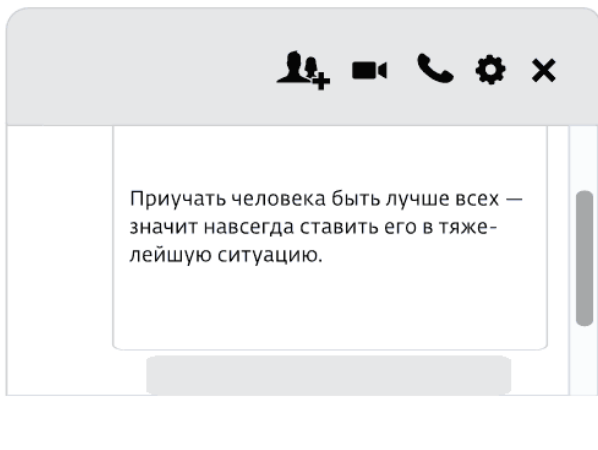 Приучать человека быть лучше всех —
значит навсегда ставить его в тяже-
лейшую ситуацию.